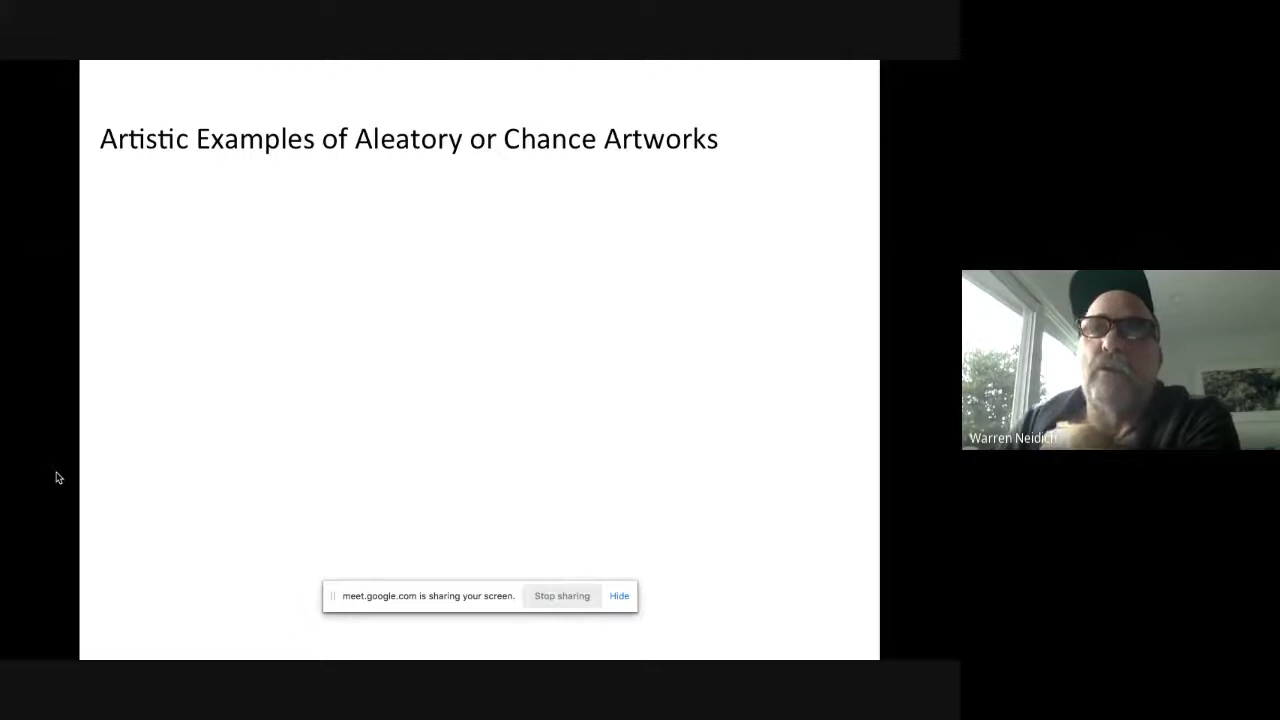 Artistic Examples of Aleatory or Chance Artworks
Warren Neidich
meet.google.com is sharing your screen. Stop sharing Hide